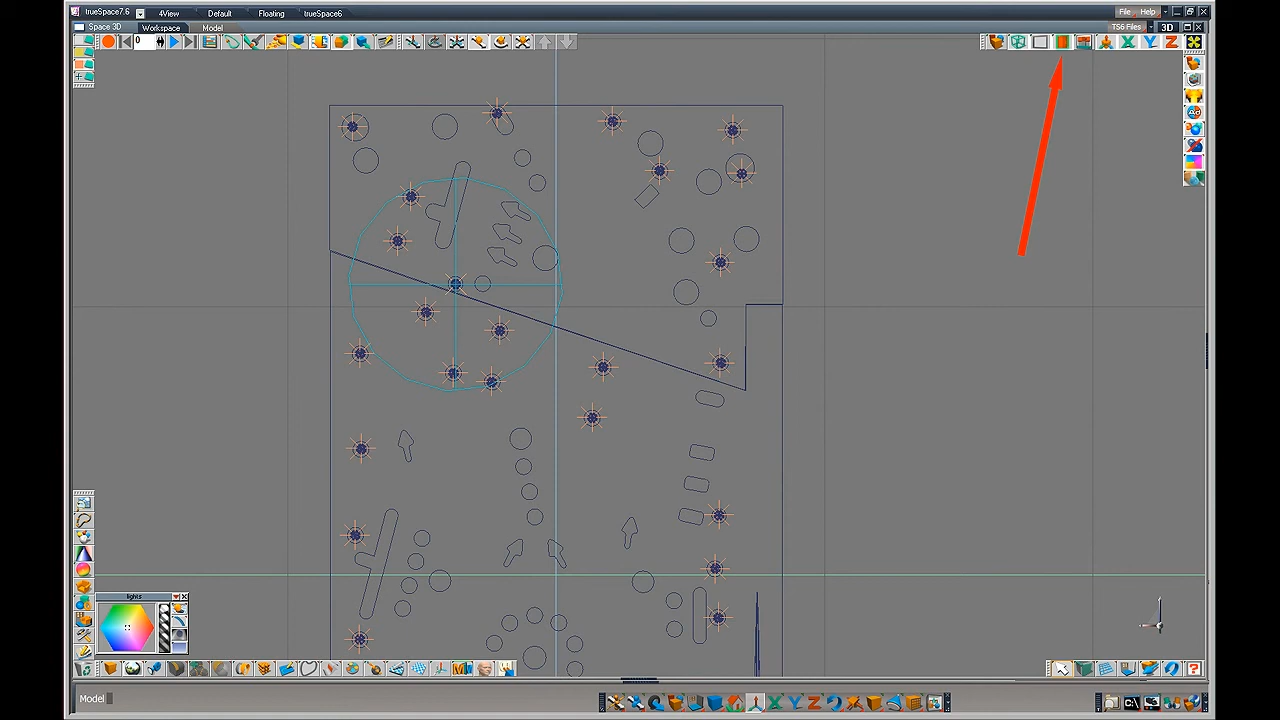 trueSpace7.6 4View Default Floating trueSpace6 File Help
Space 3D Workspace Model TS6 Files 3D
0 X Y Z
lights
M
Model X Y Z C:\